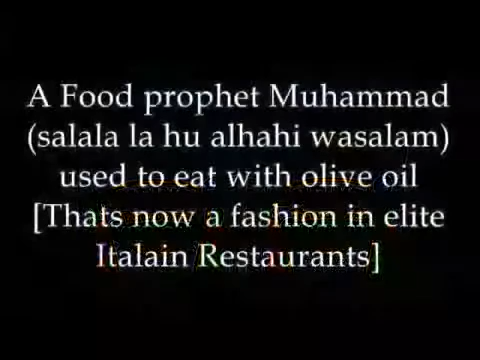 A Food prophet Muhammad
(salala la hu alhahi wasalam)
used to eat with olive oil
[Thats now a fashion in elite
Italain Restaurants]